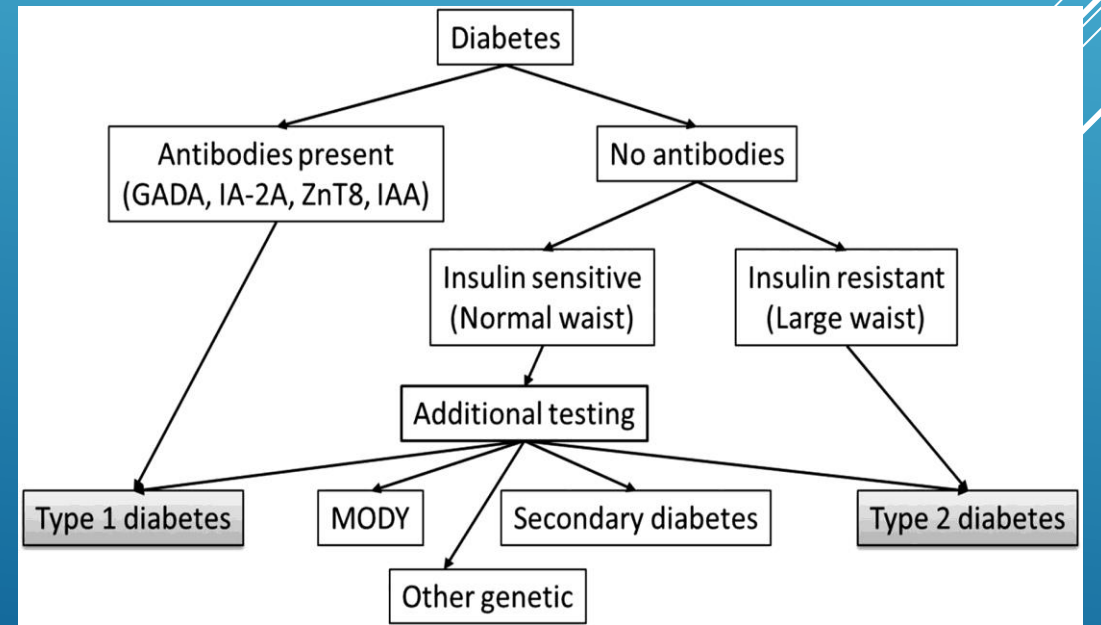 Diabetes
Antibodies present
(GADA, IA-2A, ZnT8, IAA)
No antibodies
Insulin sensitive
(Normal waist)
Insulin resistant
(Large waist)
Additional testing
Type 1 diabetes
MODY
Secondary diabetes
Type 2 diabetes
Other genetic